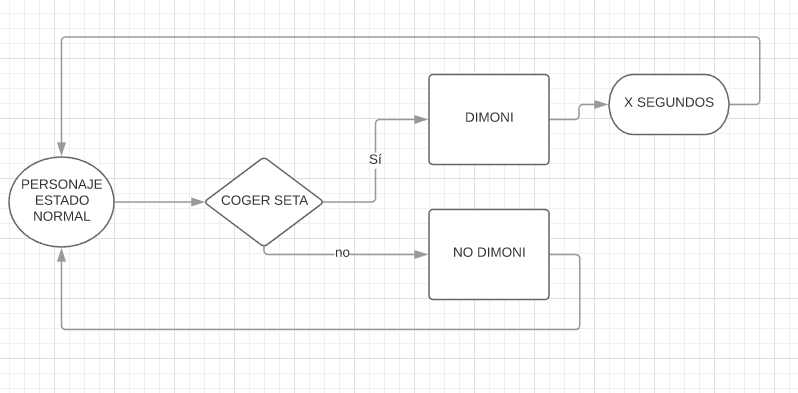 DIMONI
X SEGUNDOS
Sí
PERSONAJE
ESTADO
NORMAL
COGER SETA
no
NO DIMONI